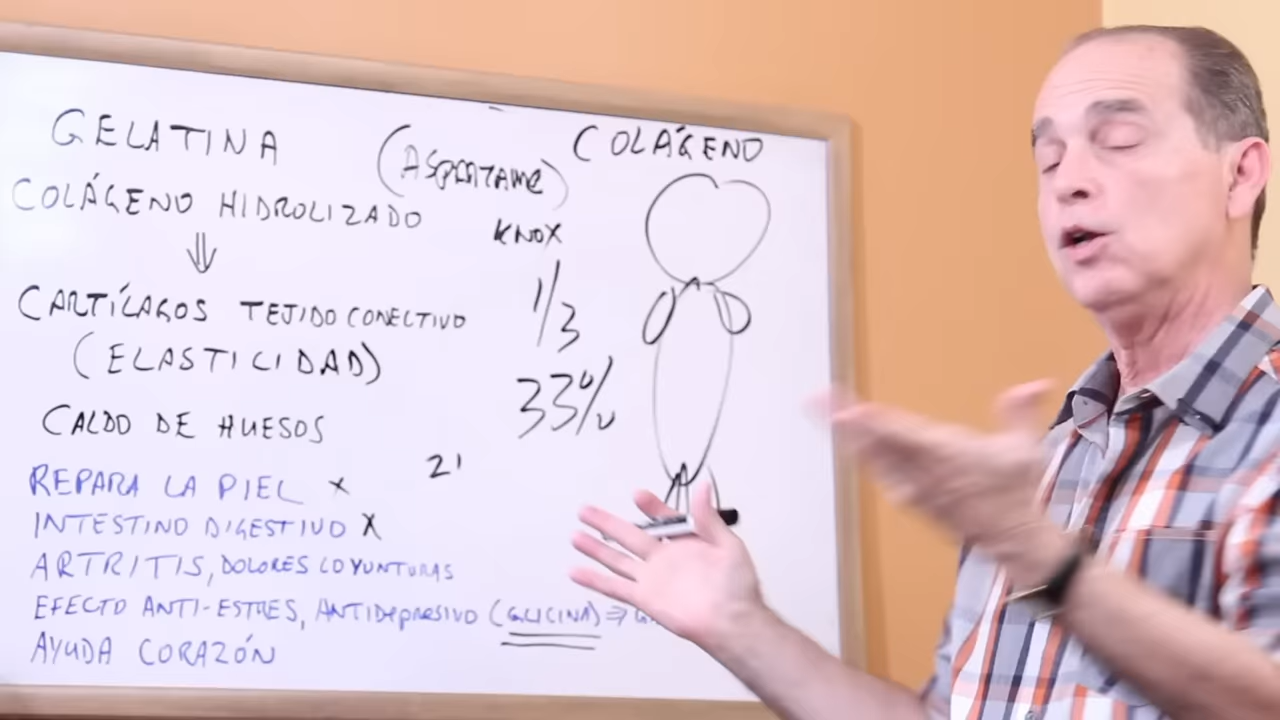 GELATINA
(ASPARTAME)
COLÁGENO
COLÁGENO HIDROLIZADO
KNOX
⇓
1/3
CARTÍLAGOS TEJIDO CONECTIVO
(ELASTICIDAD)
33%
CALDO DE HUESOS
21
REPARA LA PIEL X
INTESTINO DIGESTIVO X
ARTRITIS, DOLORES COYUNTURAS
EFECTO ANTI-ESTRES, ANTIDEPRESIVO (GLICINA) ⇒ G
AYUDA CORAZÓN